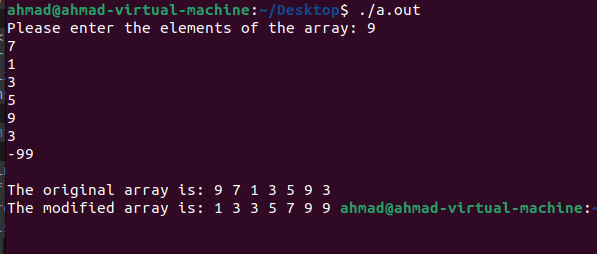 ahmad@ahmad-virtual-machine:~/Desktop$ ./a.out
Please enter the elements of the array: 9
7
1
3
5
9
3
-99

The original array is: 9 7 1 3 5 9 3
The modified array is: 1 3 3 5 7 9 9 ahmad@ahmad-virtual-machine:~